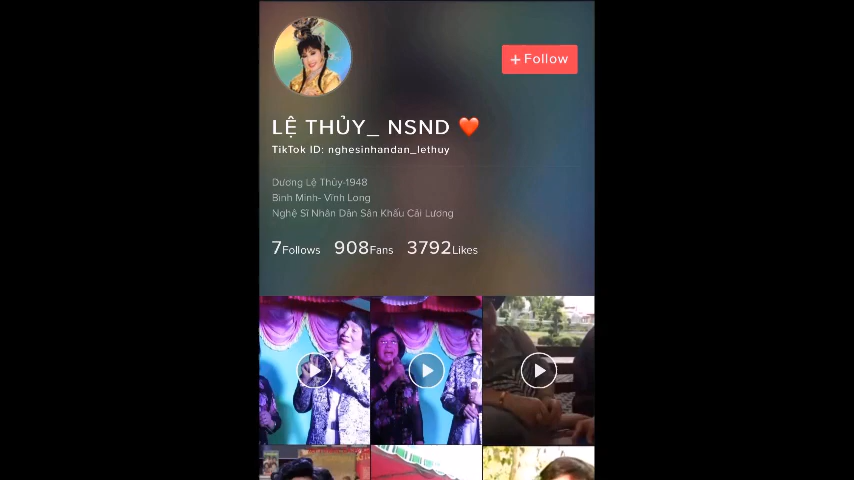 + Follow
LỆ THỦY_ NSND ❤️
TikTok ID: nghesinhandan_lethuy
Dương Lệ Thủy-1948
Bình Minh- Vĩnh Long
Nghệ Sĩ Nhân Dân Sân Khấu Cải Lương
7Follows 908Fans 3792Likes